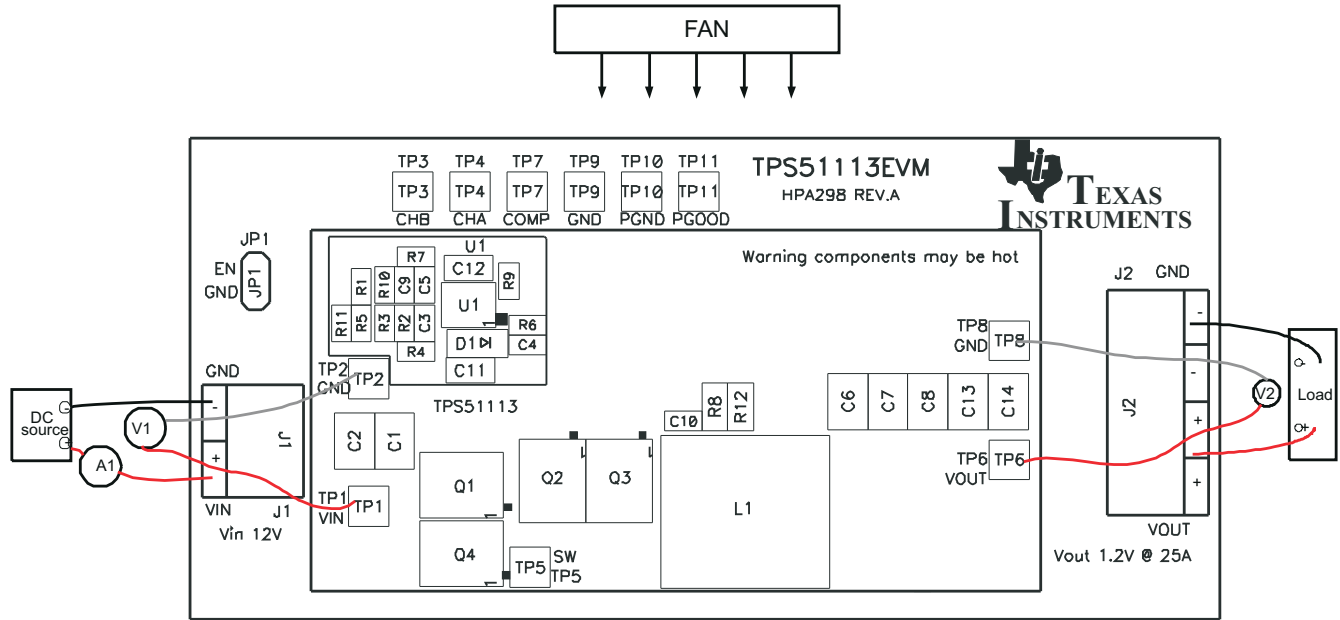 FAN
TP3 TP4 TP7 TP9 TP10 TP11
TP3 TP4 TP7 TP9 TP10 TP11
CHB CHA COMP GND PGND PGOOD
TPS51113EVM
HPA298 REV.A
TEXAS
INSTRUMENTS
Warning components may be hot
JP1
EN
GND
JP1
U1
R7
C12
R9
R1
R10
C9
C5
U1
1
R11
R5
R3
R2
C3
R6
C4
R4
D1
C11
TPS51113
TP2
GND
TP2
GND
-
+
J1
VIN
J1
Vin 12V
DC
source
-
+
V1
A1
C2
C1
TP1
VIN
TP1
Q1
1
Q4
1
TP5
SW
TP5
Q2
1
Q3
1
C10
R8
R12
L1
C6
C7
C8
C13
C14
TP8
GND
TP8
TP6
VOUT
TP6
J2 GND
J2
-
-
+
+
VOUT
Vout 1.2V @ 25A
V2
-
Load
+